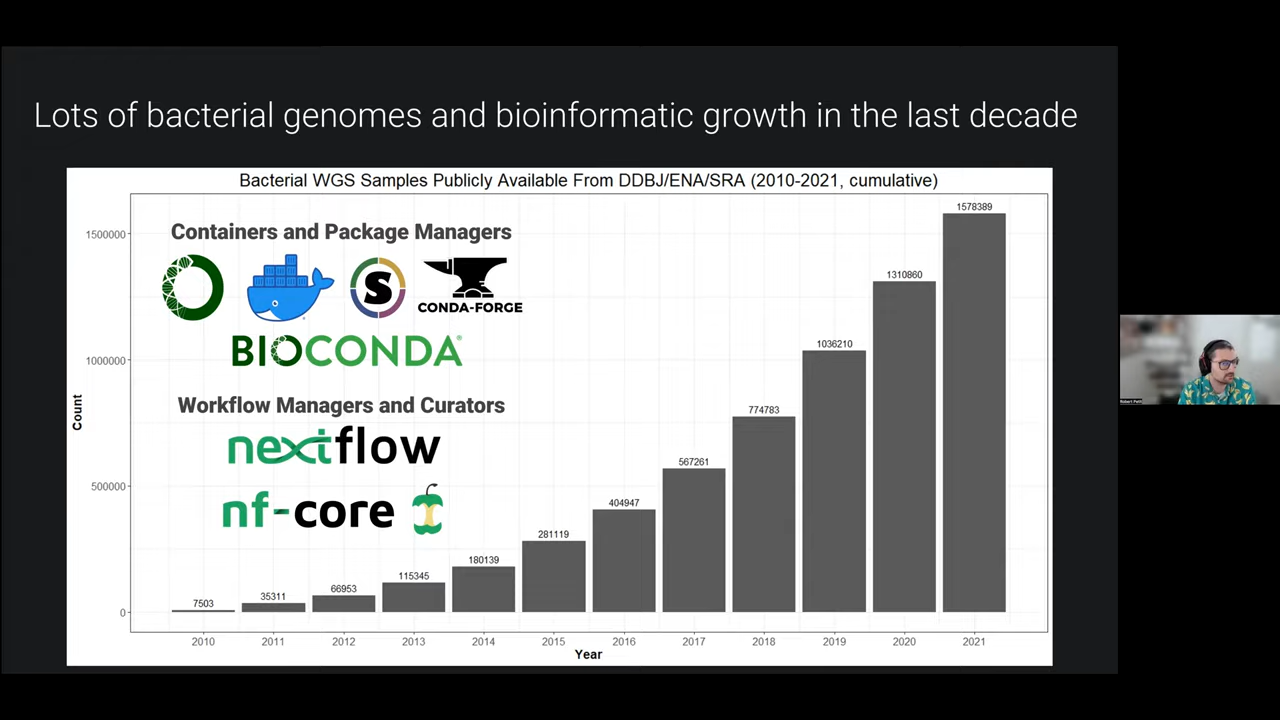 Lots of bacterial genomes and bioinformatic growth in the last decade
Bacterial WGS Samples Publicly Available From DDBJ/ENA/SRA (2010-2021, cumulative)
Containers and Package Managers
S
CONDA-FORGE
BIOCONDA®
Workflow Managers and Curators
nextflow
nf-core
Count
1500000
1000000
500000
0
7503
35311
66953
115345
180139
281119
404947
567261
774783
1036210
1310860
1578389
2010
2011
2012
2013
2014
2015
2016
2017
2018
2019
2020
2021
Year
Robert Petit